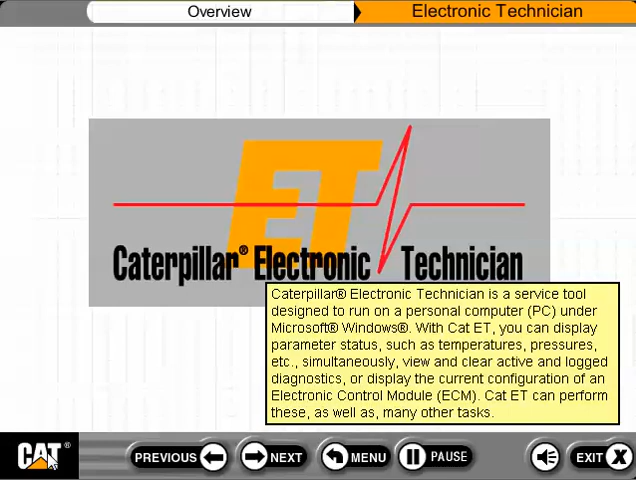 Overview
Electronic Technician
ET
Caterpillar® Electronic Technician
Caterpillar® Electronic Technician is a service tool
designed to run on a personal computer (PC) under
Microsoft® Windows®. With Cat ET, you can display
parameter status, such as temperatures, pressures,
etc., simultaneously, view and clear active and logged
diagnostics, or display the current configuration of an
Electronic Control Module (ECM). Cat ET can perform
these, as well as, many other tasks.
CAT®
PREVIOUS
NEXT
MENU
PAUSE
EXIT X